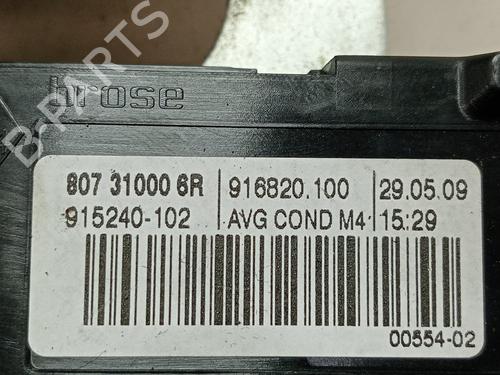 brose
807 31000 6R 916820.100 29.05.09
915240-102 AVG COND M4 15:29
00554-02
B-PARTS